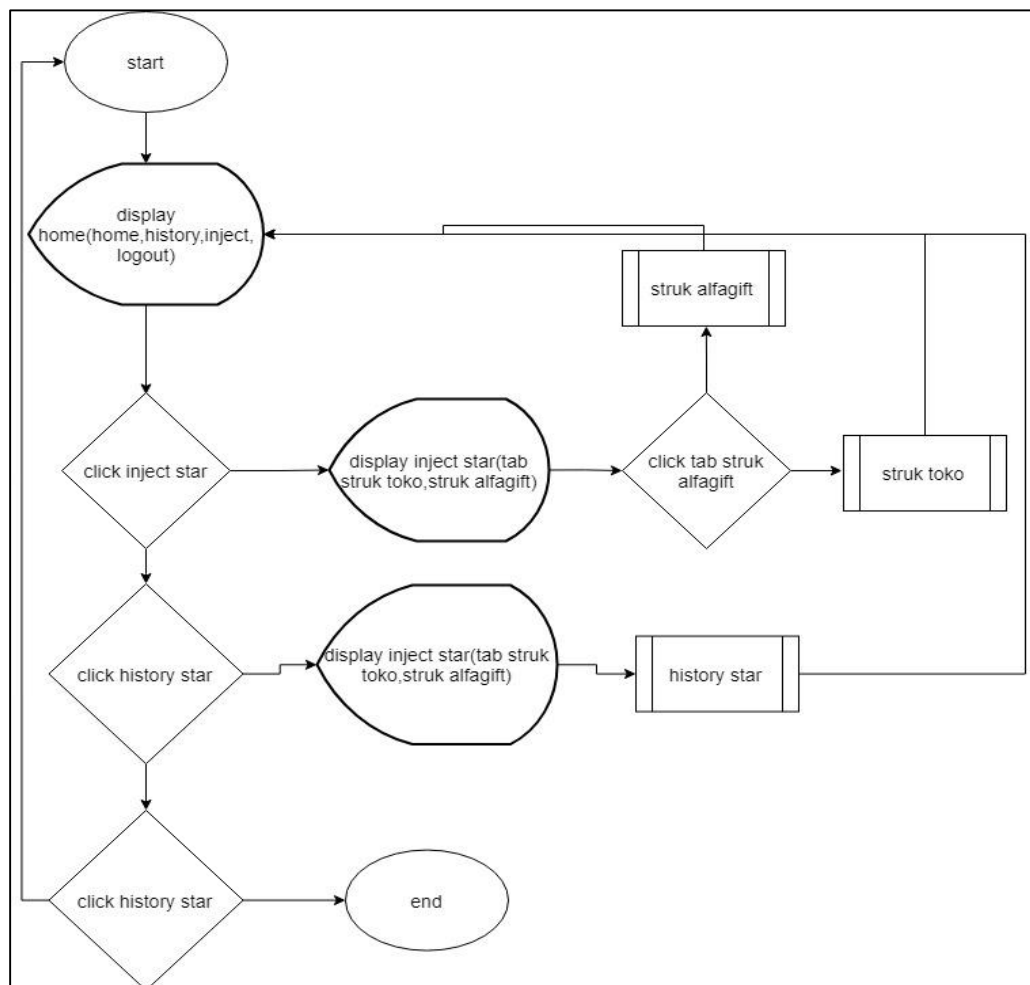 start
display
home(home,history,inject,
logout)
struk alfagift
click inject star
display inject star(tab
struk toko,struk alfagift)
click tab struk
alfagift
struk toko
click history star
display inject star(tab struk
toko,struk alfagift)
history star
click history star
end